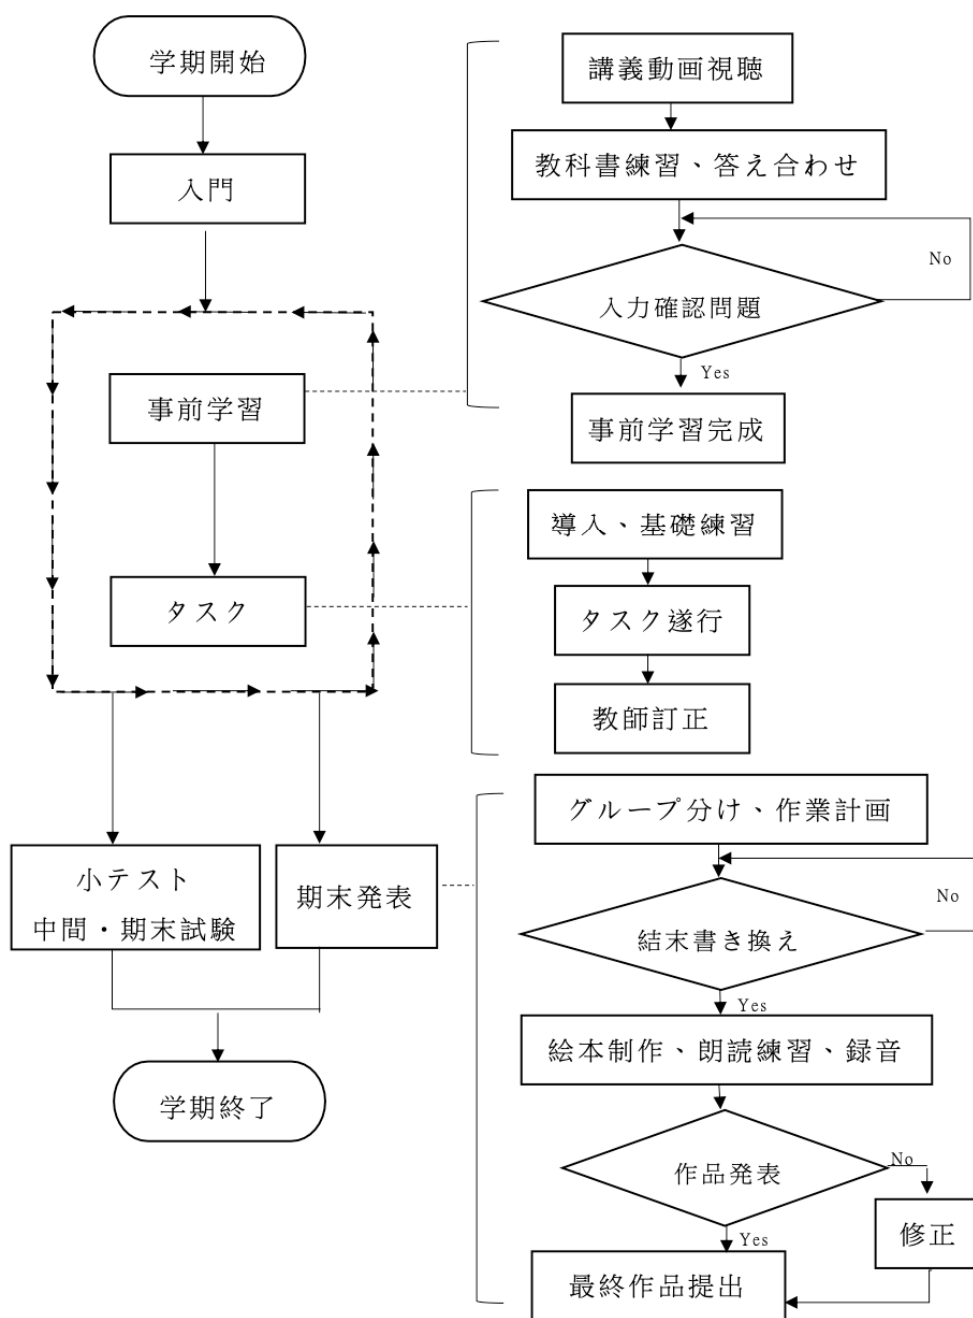 学期開始
入門
事前学習
タスク
小テスト
中間・期末試験
期末発表
学期終了
講義動画視聴
教科書練習、答え合わせ
No
入力確認問題
Yes
事前学習完成
導入、基礎練習
タスク遂行
教師訂正
グループ分け、作業計画
No
結末書き換え
Yes
絵本制作、朗読練習、録音
作品発表
No
修正
Yes
最終作品提出